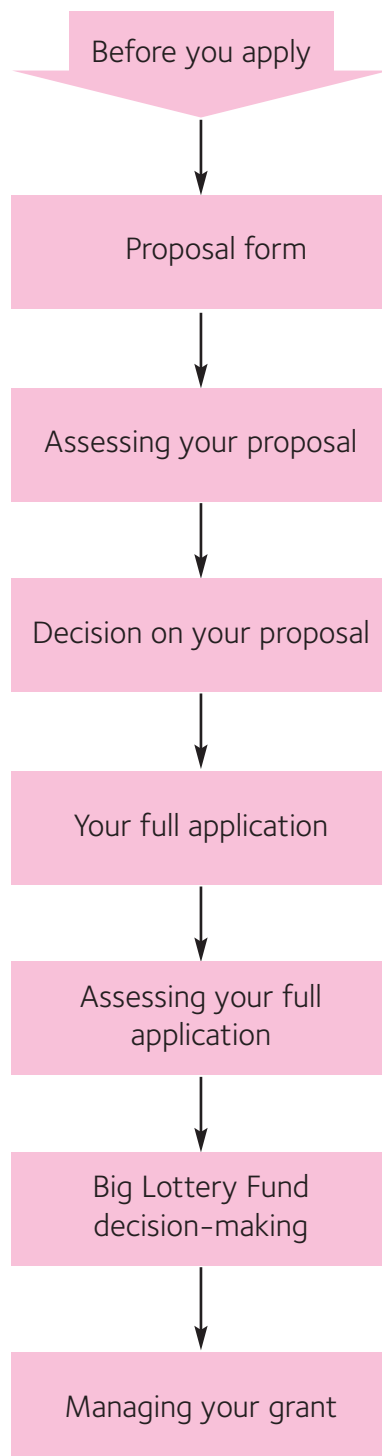 Before you apply
Proposal form
Assessing your proposal
Decision on your proposal
Your full application
Assessing your full
application
Big Lottery Fund
decision-making
Managing your grant